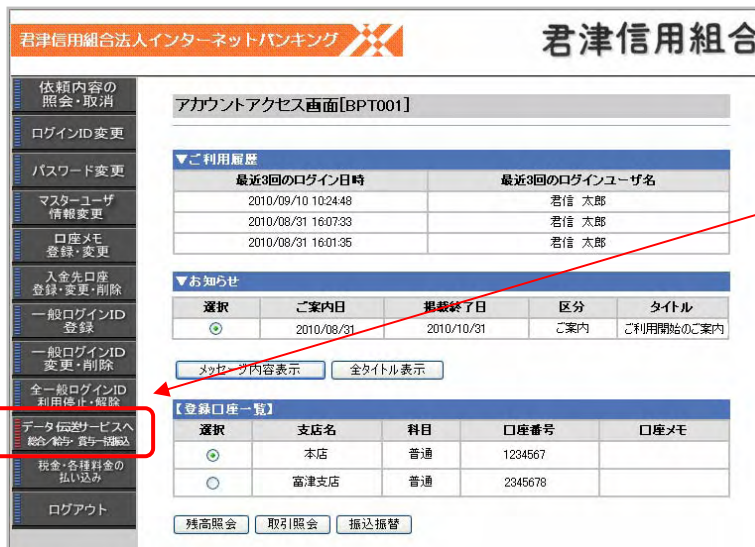 君津信用組合法人インターネットバンキング
君津信用組合
依頼内容の
照会・取消
ログインID変更
パスワード変更
マスターユーザ
情報変更
口座メモ
登録・変更
入金先口座
登録・変更・削除
一般ログインID
登録
一般ログインID
変更・削除
全一般ログインID
利用停止・解除
データ伝送サービスへ
総合/給与・賞与一括振込
税金・各種料金の
払い込み
ログアウト
アカウントアクセス画面[BPT001]
▼ご利用履歴
最近3回のログイン日時 最近3回のログインユーザ名
2010/09/10 10:24:48 君信 太郎
2010/08/31 16:07:33 君信 太郎
2010/08/31 16:01:35 君信 太郎
▼お知らせ
選択 ご案内日 掲載終了日 区分 タイトル
2010/08/31 2010/10/31 ご案内 ご利用開始のご案内
メッセージ内容表示 全タイトル表示
【登録口座一覧】
選択 支店名 科目 口座番号 口座メモ
本店 普通 1234567
富津支店 普通 2345678
残高照会 取引照会 振込振替